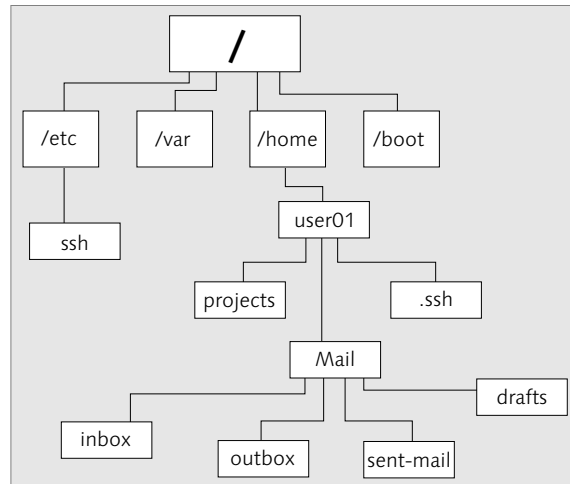 /
/etc
/var
/home
/boot
user01
ssh
projects
.ssh
Mail
drafts
inbox
outbox
sent-mail